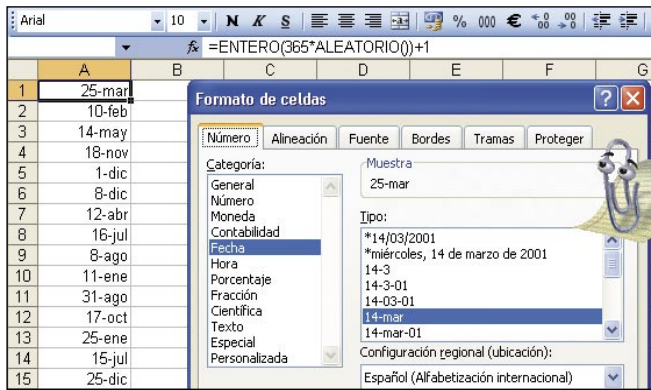 Arial 10 N K S % 000 €
fx =ENTERO(365*ALEATORIO())+1
A B C D E F G
1 25-mar
2 10-feb
3 14-may
4 18-nov
5 1-dic
6 8-dic
7 12-abr
8 16-jul
9 8-ago
10 11-ene
11 31-ago
12 17-oct
13 25-ene
14 15-jul
15 25-dic
Formato de celdas
Número Alineación Fuente Bordes Tramas Proteger
Categoría:
General
Número
Moneda
Contabilidad
Fecha
Hora
Porcentaje
Fracción
Científica
Texto
Especial
Personalizada
Muestra
25-mar
Tipo:
*14/03/2001
*miércoles, 14 de marzo de 2001
14-3
14-3-01
14-03-01
14-mar
14-mar-01
Configuración regional (ubicación):
Español (Alfabetización internacional)